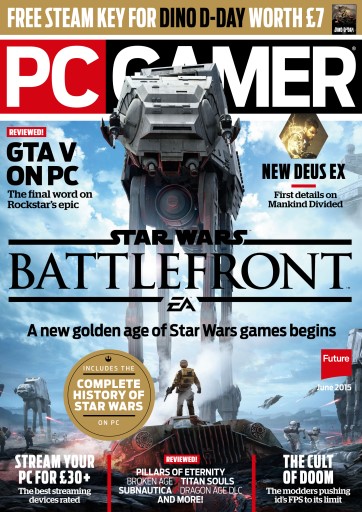 FREE STEAM KEY FOR DINO D-DAY WORTH £7
DINO D-DAY
PC GAMER
REVIEWED!
GTA V
ON PC
The final word on
Rockstar's epic
NEW DEUS EX
First details on
Mankind Divided
STAR WARS
BATTLEFRONT
EA
A new golden age of Star Wars games begins
INCLUDES THE
COMPLETE
HISTORY OF
STAR WARS
ON PC
Future
June 2015
STREAM YOUR
PC FOR £30+
The best streaming
devices rated
REVIEWED!
PILLARS OF ETERNITY
BROKEN AGE TITAN SOULS
SUBNAUTICA DRAGON AGE DLC
AND MORE!
THE CULT
OF DOOM
The modders pushing
id's FPS to its limit